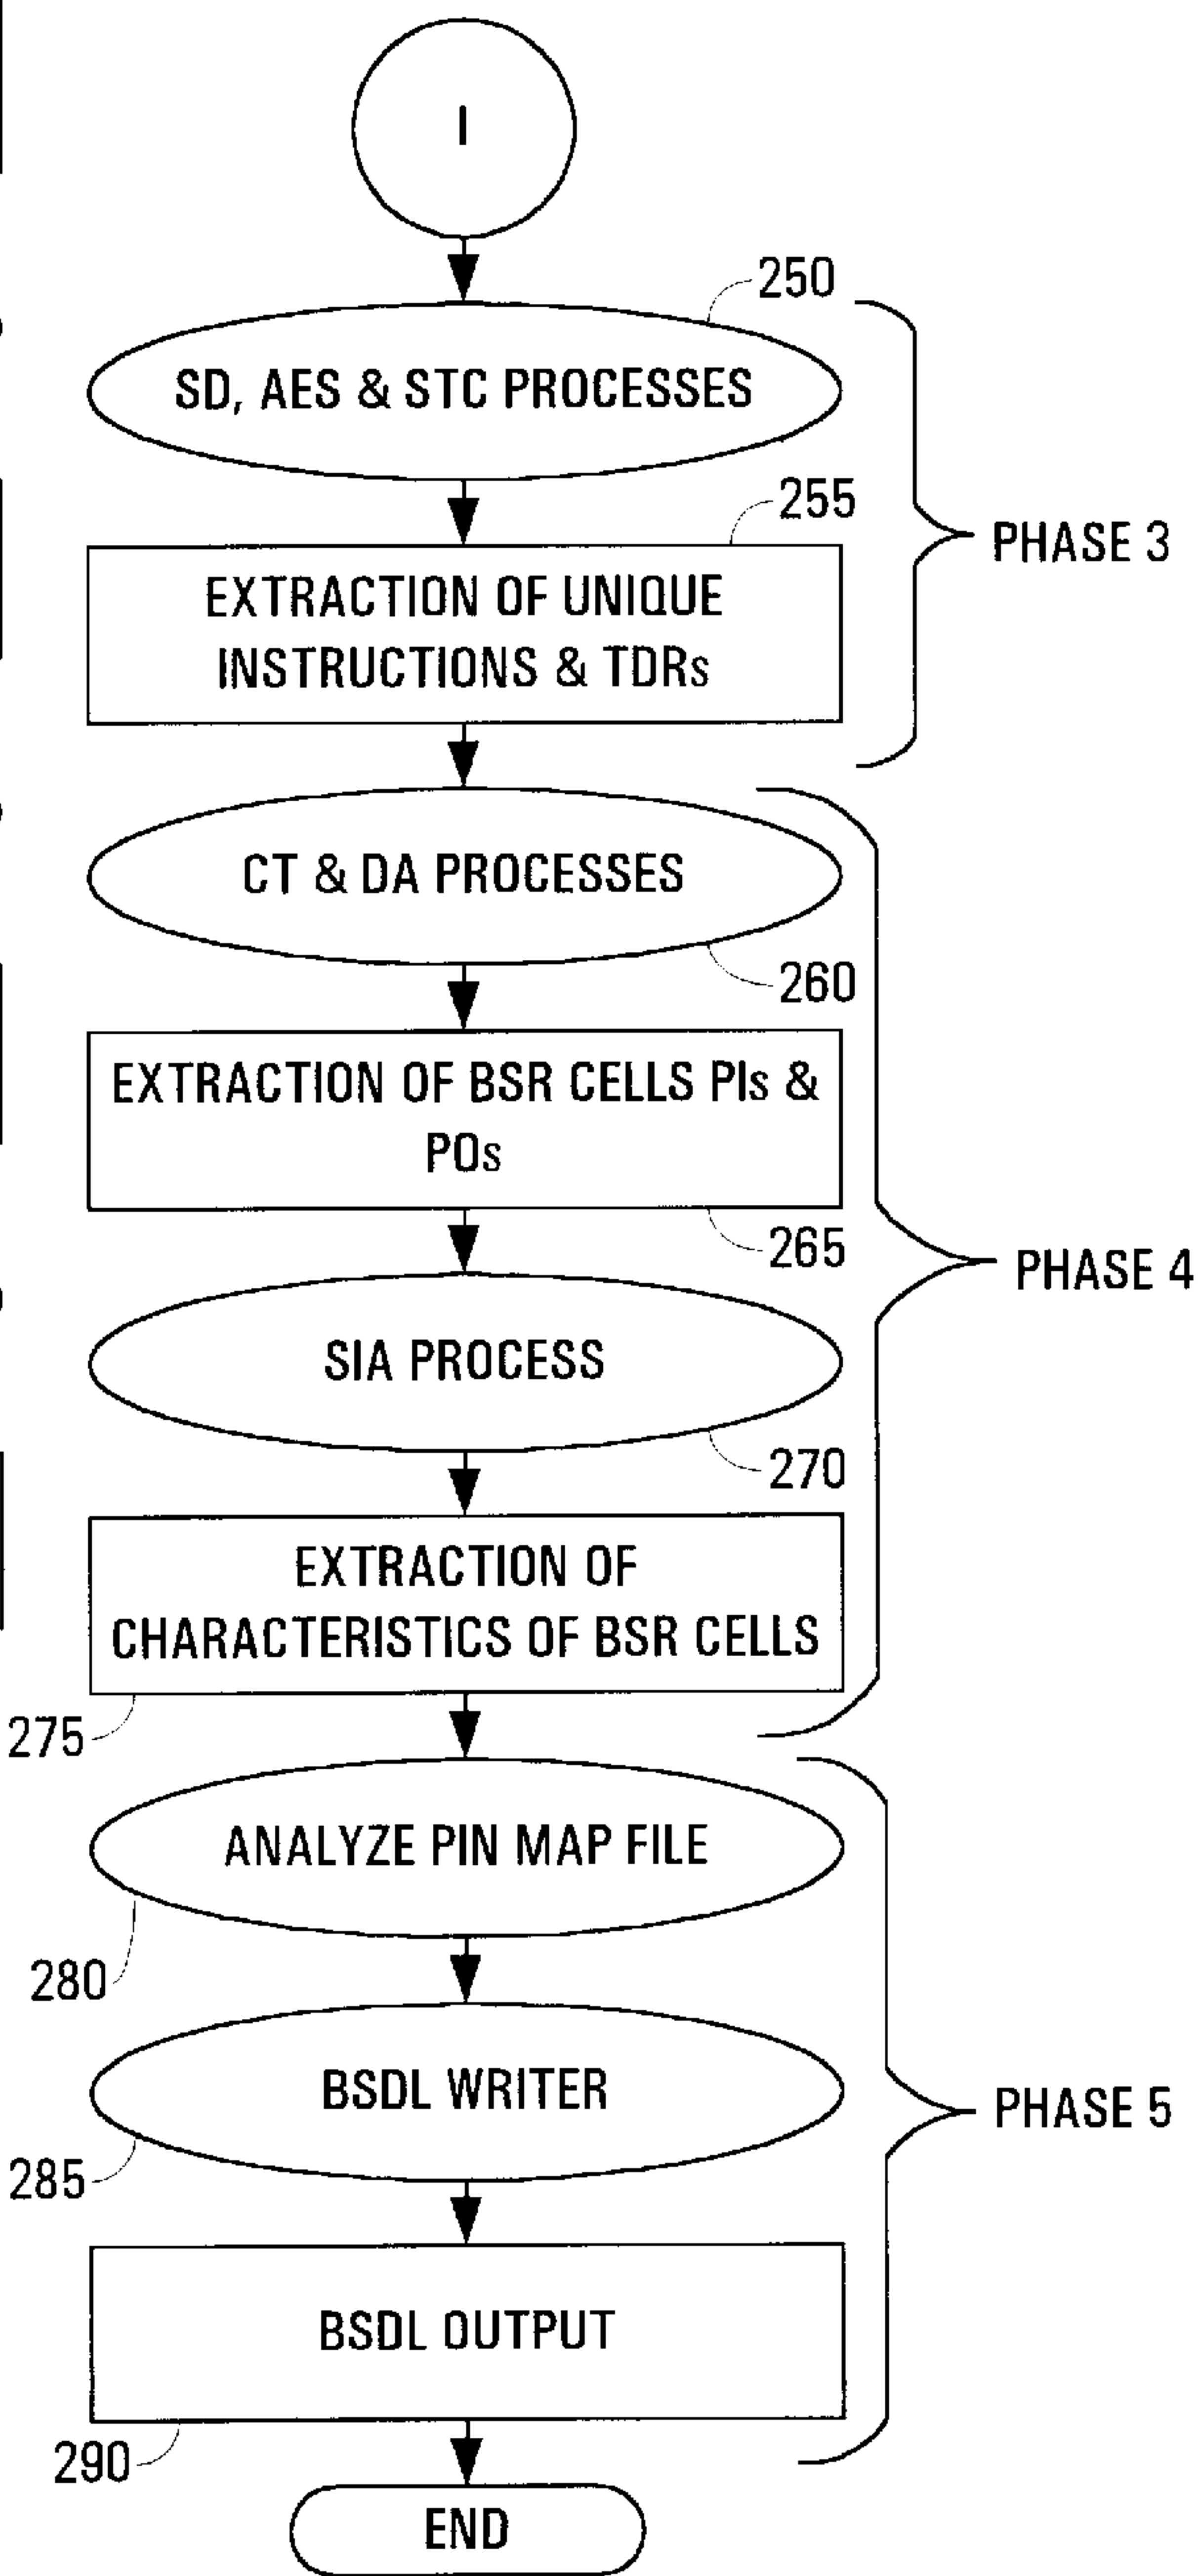 I
250
SD, AES & STC PROCESSES
255
EXTRACTION OF UNIQUE
INSTRUCTIONS & TDRs
PHASE 3
CT & DA PROCESSES
260
EXTRACTION OF BSR CELLS PIs &
POs
265
PHASE 4
SIA PROCESS
270
EXTRACTION OF
CHARACTERISTICS OF BSR CELLS
275
ANALYZE PIN MAP FILE
280
BSDL WRITER
PHASE 5
285
BSDL OUTPUT
290
END